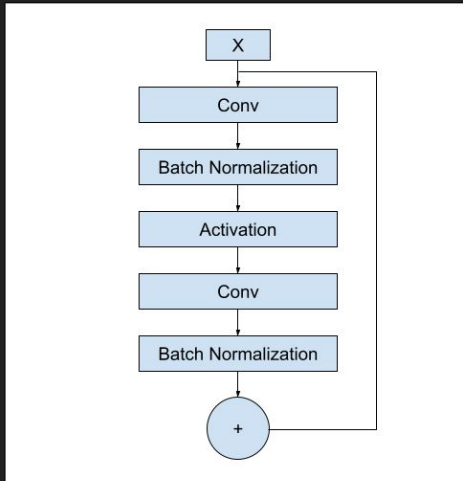 X
Conv
Batch Normalization
Activation
Conv
Batch Normalization
+